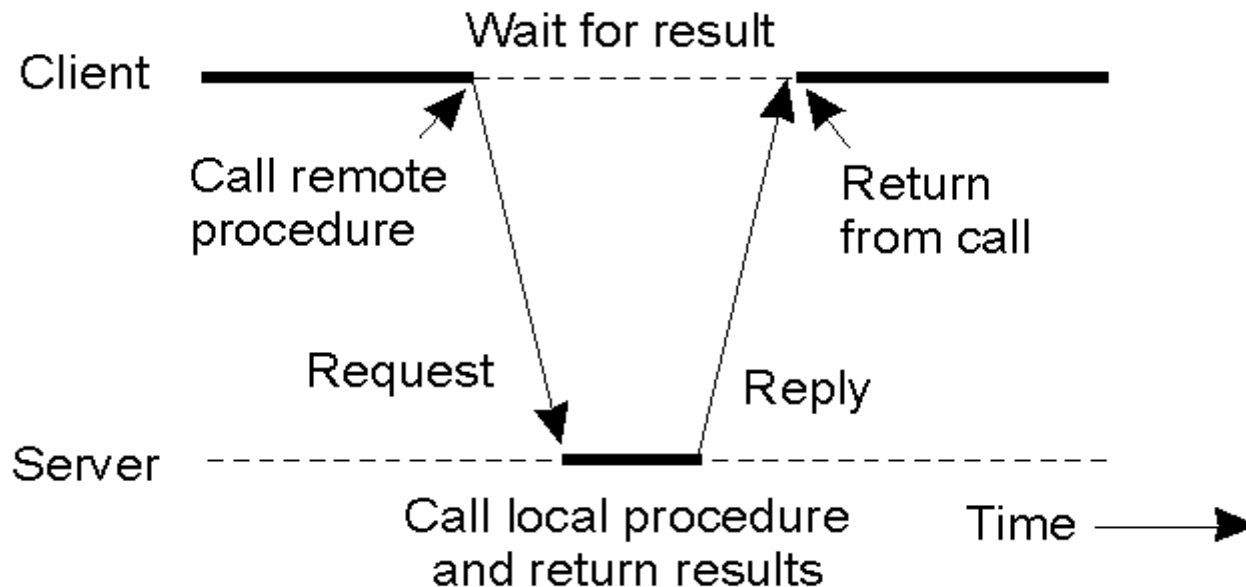 Wait for result
Client
Call remote
procedure
Return
from call
Request
Reply
Server
Call local procedure
and return results
Time